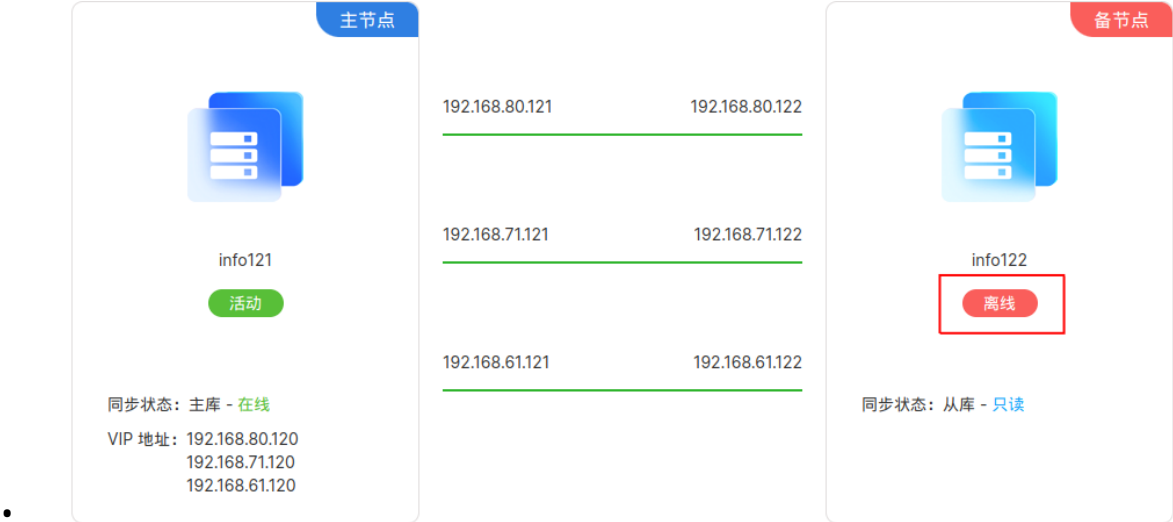 主节点
备节点
192.168.80.121 192.168.80.122
192.168.71.121 192.168.71.122
info121 info122
活动 离线
192.168.61.121 192.168.61.122
同步状态：主库 - 在线 同步状态：从库 - 只读
VIP 地址：192.168.80.120
192.168.71.120
192.168.61.120